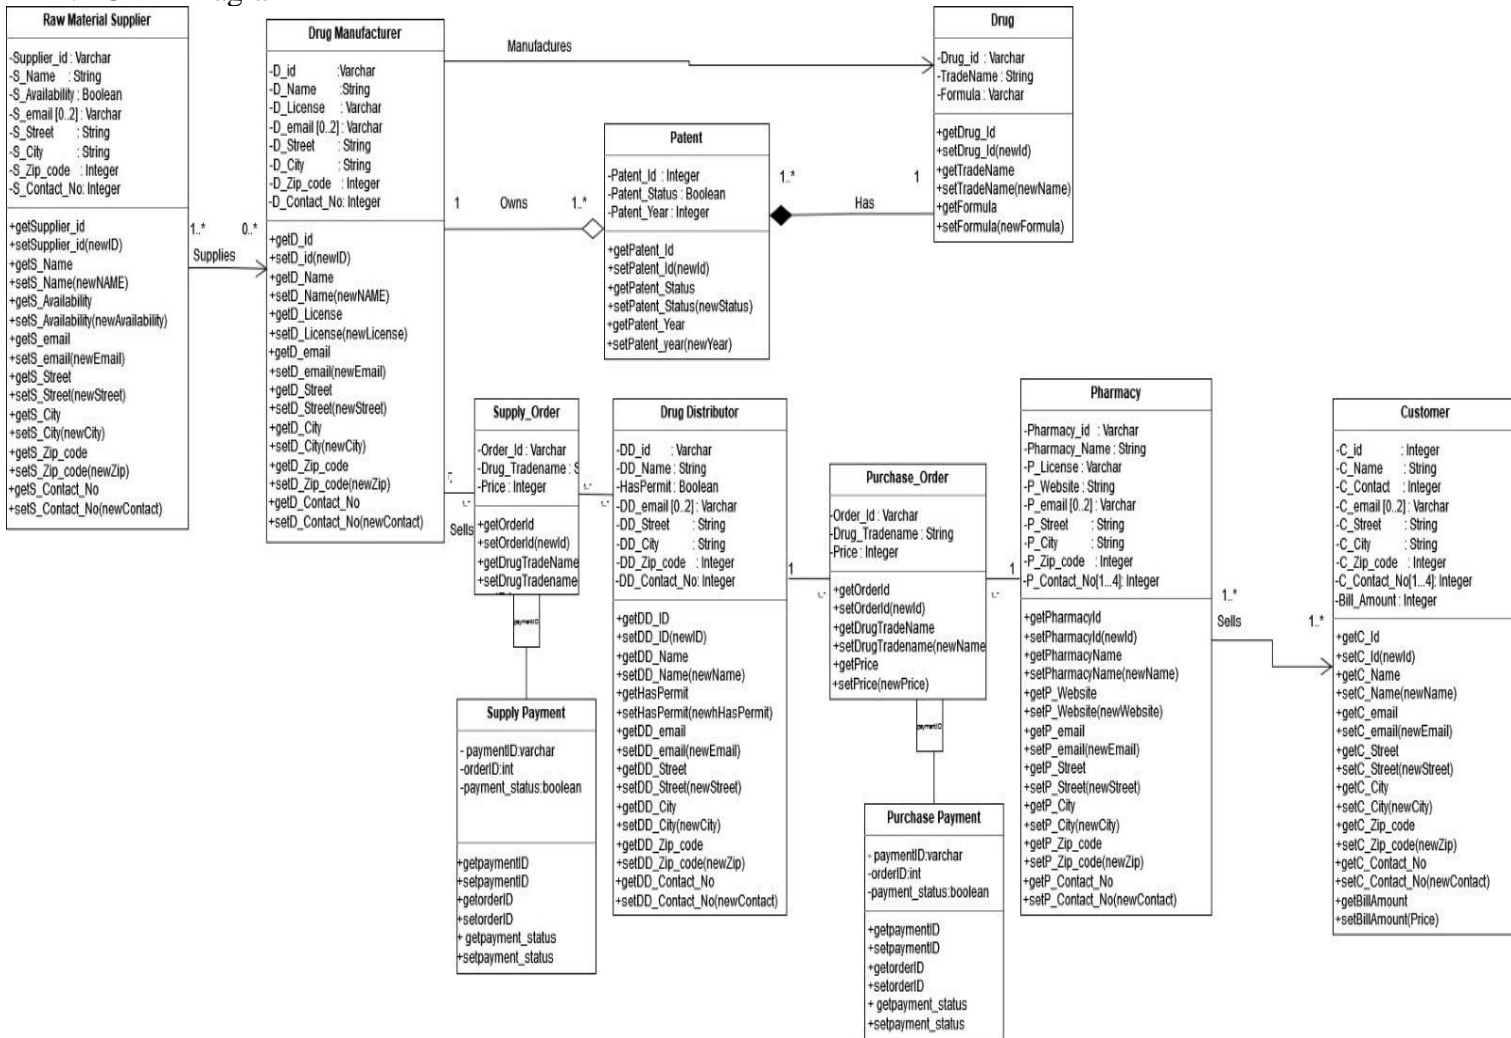 Raw Material Supplier
-Supplier_id : Varchar
-S_Name : String
-S_Availability : Boolean
-S_email [0..2] : Varchar
-S_Street : String
-S_City : String
-S_Zip_code : Integer
-S_Contact_No: Integer
+getSupplier_id
+setSupplier_id(newID)
+getS_Name
+setS_Name(newNAME)
+getS_Availability
+setS_Availability(newAvailability)
+getS_email
+setS_email(newEmail)
+getS_Street
+setS_Street(newStreet)
+getS_City
+setS_City(newCity)
+getS_Zip_code
+setS_Zip_code(newZip)
+getS_Contact_No
+setS_Contact_No(newContact)
1..*
0..*
Supplies
Drug Manufacturer
-D_id :Varchar
-D_Name :String
-D_License : Varchar
-D_email [0..2] : Varchar
-D_Street : String
-D_City : String
-D_Zip_code : Integer
-D_Contact_No: Integer
+getD_id
+setD_id(newID)
+getD_Name
+setD_Name(newNAME)
+getD_License
+setD_License(newLicense)
+getD_email
+setD_email(newEmail)
+getD_Street
+setD_Street(newStreet)
+getD_City
+setD_City(newCity)
+getD_Zip_code
+setD_Zip_code(newZip)
+getD_Contact_No
+setD_Contact_No(newContact)
Manufactures
1
Owns
1..*
Patent
-Patent_Id : Integer
-Patent_Status : Boolean
-Patent_Year : Integer
+getPatent_Id
+setPatent_Id(newId)
+getPatent_Status
+setPatent_Status(newStatus)
+getPatent_Year
+setPatent_year(newYear)
1..*
1
Has
Drug
-Drug_id : Varchar
-TradeName : String
-Formula : Varchar
+getDrug_Id
+setDrug_Id(newId)
+getTradeName
+setTradeName(newName)
+getFormula
+setFormula(newFormula)
Sells
Supply_Order
-Order_Id : Varchar
-Drug_Tradename : S
-Price : Integer
+getOrderId
+setOrderId(newId)
+getDrugTradeName
+setDrugTradename
paymentID
Supply Payment
- paymentID:varchar
-orderID:int
-payment_status:boolean
+getpaymentID
+setpaymentID
+getorderID
+setorderID
+ getpayment_status
+setpayment_status
Drug Distributor
-DD_id : Varchar
-DD_Name : String
-HasPermit : Boolean
-DD_email [0..2] : Varchar
-DD_Street : String
-DD_City : String
-DD_Zip_code : Integer
-DD_Contact_No: Integer
+getDD_ID
+setDD_ID(newID)
+getDD_Name
+setDD_Name(newName)
+getHasPermit
+setHasPermit(newhHasPermit)
+getDD_email
+setDD_email(newEmail)
+getDD_Street
+setDD_Street(newStreet)
+getDD_City
+setDD_City(newCity)
+getDD_Zip_code
+setDD_Zip_code(newZip)
+getDD_Contact_No
+setDD_Contact_No(newContact)
1
Purchase_Order
-Order_Id : Varchar
-Drug_Tradename : String
-Price : Integer
+getOrderId
+setOrderId(newId)
+getDrugTradeName
+setDrugTradename(newName
+getPrice
+setPrice(newPrice)
paymentID
Purchase Payment
- paymentID:varchar
-orderID:int
-payment_status:boolean
+getpaymentID
+setpaymentID
+getorderID
+setorderID
+ getpayment_status
+setpayment_status
1
Pharmacy
-Pharmacy_id : Varchar
-Pharmacy_Name : String
-P_License : Varchar
-P_Website : String
-P_email [0..2] : Varchar
-P_Street : String
-P_City : String
-P_Zip_code : Integer
-P_Contact_No[1...4]: Integer
+getPharmacyId
+setPharmacyId(newId)
+getPharmacyName
+setPharmacyName(newName)
+getP_Website
+setP_Website(newWebsite)
+getP_email
+setP_email(newEmail)
+getP_Street
+setP_Street(newStreet)
+getP_City
+setP_City(newCity)
+getP_Zip_code
+setP_Zip_code(newZip)
+getP_Contact_No
+setP_Contact_No(newContact)
1..*
Sells
1..*
Customer
-C_id : Integer
-C_Name : String
-C_Contact : Integer
-C_email [0..2] : Varchar
-C_Street : String
-C_City : String
-C_Zip_code : Integer
-C_Contact_No[1...4]: Integer
-Bill_Amount : Integer
+getC_Id
+setC_Id(newId)
+getC_Name
+setC_Name(newName)
+getC_email
+setC_email(newEmail)
+getC_Street
+setC_Street(newStreet)
+getC_City
+setC_City(newCity)
+getC_Zip_code
+setC_Zip_code(newZip)
+getC_Contact_No
+setC_Contact_No(newContact)
+getBillAmount
+setBillAmount(Price)